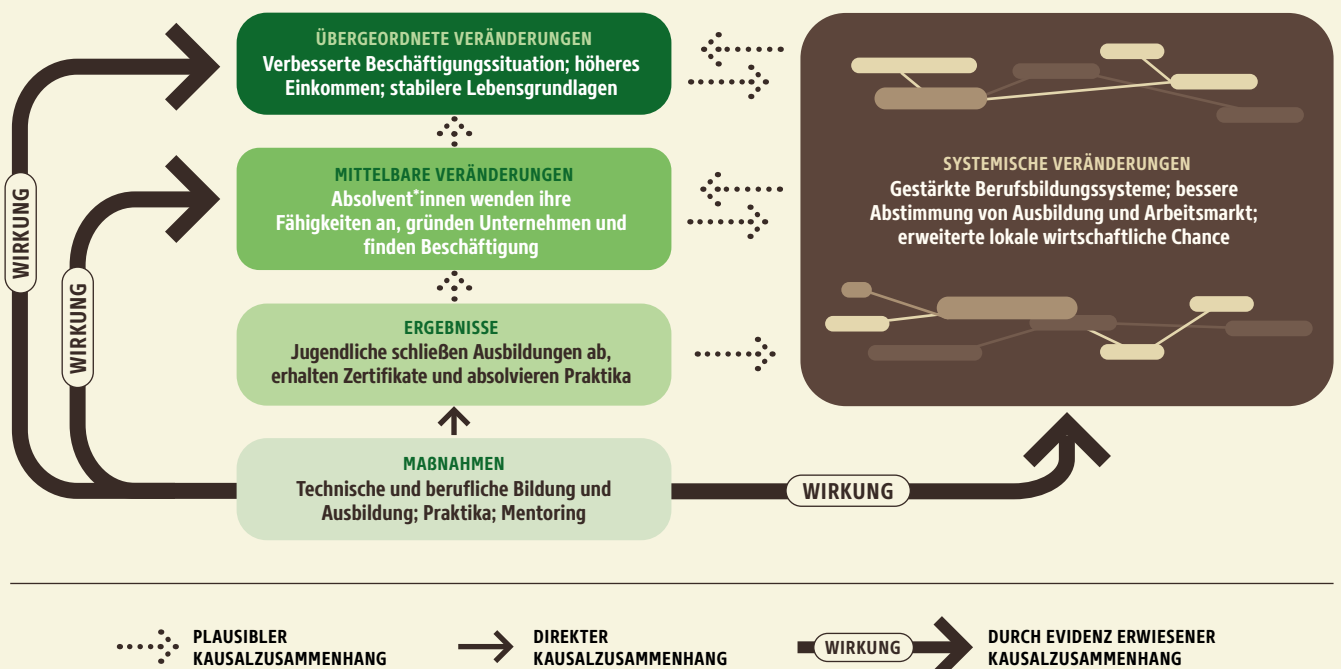 ÜBERGEORDNETE VERÄNDERUNGEN
Verbesserte Beschäftigungssituation; höheres
Einkommen; stabilere Lebensgrundlagen
MITTELBARE VERÄNDERUNGEN
Absolvent*innen wenden ihre
Fähigkeiten an, gründen Unternehmen und
finden Beschäftigung
ERGEBNISSE
Jugendliche schließen Ausbildungen ab,
erhalten Zertifikate und absolvieren Praktika
MAßNAHMEN
Technische und berufliche Bildung und
Ausbildung; Praktika; Mentoring
SYSTEMISCHE VERÄNDERUNGEN
Gestärkte Berufsbildungssysteme; bessere
Abstimmung von Ausbildung und Arbeitsmarkt;
erweiterte lokale wirtschaftliche Chance
WIRKUNG
WIRKUNG
WIRKUNG
PLAUSIBLER
KAUSALZUSAMMENHANG
DIREKTER
KAUSALZUSAMMENHANG
WIRKUNG
DURCH EVIDENZ ERWIESENER
KAUSALZUSAMMENHANG